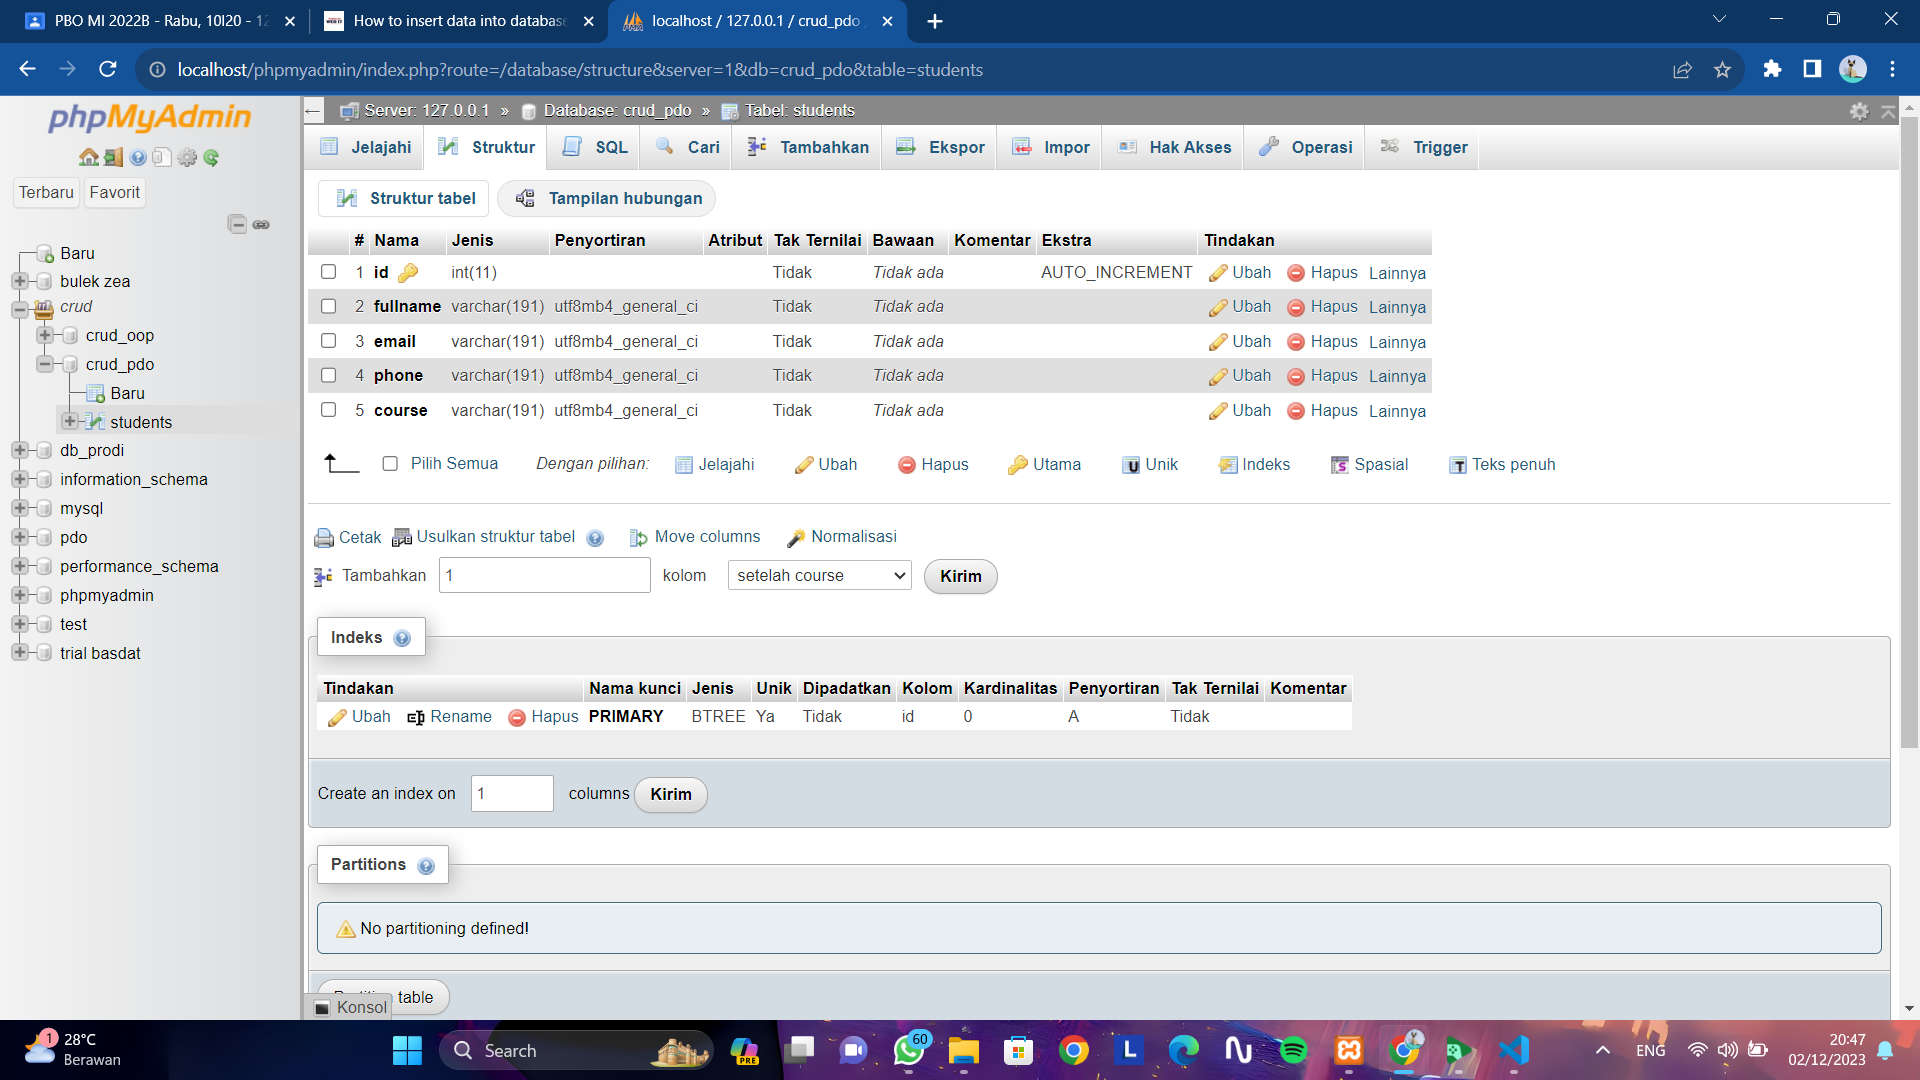 PBO MI 2022B - Rabu, 10I20 - 12
How to insert data into database
localhost / 127.0.0.1 / crud_pdo
localhost/phpmyadmin/index.php?route=/database/structure&server=1&db=crud_pdo&table=students
phpMyAdmin
Terbaru Favorit
Baru
bulek zea
crud
crud_oop
crud_pdo
Baru
students
db_prodi
information_schema
mysql
pdo
performance_schema
phpmyadmin
test
trial basdat
Server: 127.0.0.1 » Database: crud_pdo » Tabel: students
Jelajahi Struktur SQL Cari Tambahkan Ekspor Impor Hak Akses Operasi Trigger
Struktur tabel Tampilan hubungan
# Nama Jenis Penyortiran Atribut Tak Ternilai Bawaan Komentar Ekstra Tindakan
1 id int(11) Tidak Tidak ada AUTO_INCREMENT Ubah Hapus Lainnya
2 fullname varchar(191) utf8mb4_general_ci Tidak Tidak ada Ubah Hapus Lainnya
3 email varchar(191) utf8mb4_general_ci Tidak Tidak ada Ubah Hapus Lainnya
4 phone varchar(191) utf8mb4_general_ci Tidak Tidak ada Ubah Hapus Lainnya
5 course varchar(191) utf8mb4_general_ci Tidak Tidak ada Ubah Hapus Lainnya
Pilih Semua Dengan pilihan: Jelajahi Ubah Hapus Utama Unik Indeks Spasial Teks penuh
Cetak Usulkan struktur tabel Move columns Normalisasi
Tambahkan 1 kolom setelah course Kirim
Indeks
Tindakan Nama kunci Jenis Unik Dipadatkan Kolom Kardinalitas Penyortiran Tak Ternilai Komentar
Ubah Rename Hapus PRIMARY BTREE Ya Tidak id 0 A Tidak
Create an index on 1 columns Kirim
Partitions
No partitioning defined!
table
Konsol
1
28°C
Berawan
Search
PRE
60
L
ENG
20:47
02/12/2023